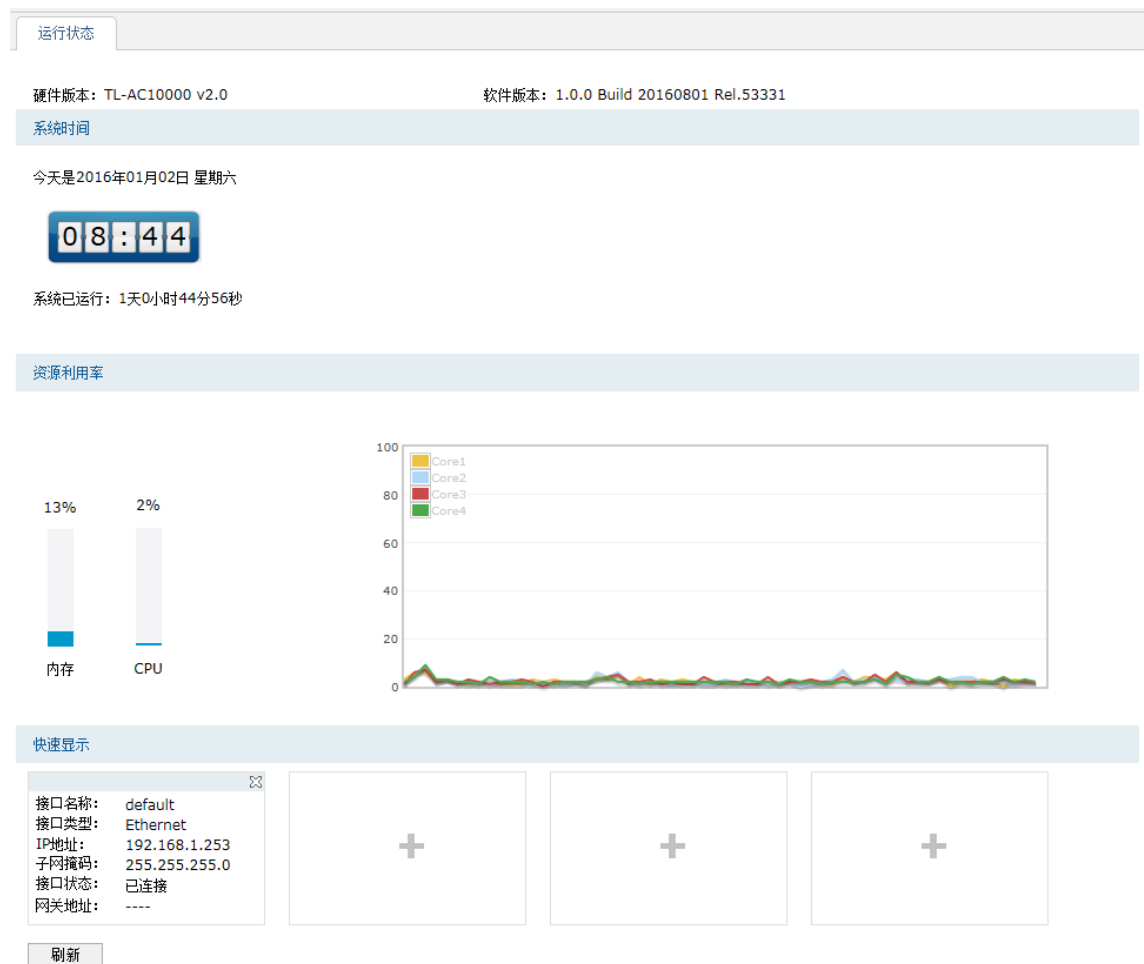 运行状态
硬件版本：TL-AC10000 v2.0 软件版本：1.0.0 Build 20160801 Rel.53331
系统时间
今天是2016年01月02日 星期六
08:44
系统已运行：1天0小时44分56秒
资源利用率
13% 2%
内存 CPU
100
80
60
40
20
0
Core1
Core2
Core3
Core4
快速显示
接口名称： default
接口类型： Ethernet
IP地址： 192.168.1.253
子网掩码： 255.255.255.0
接口状态： 已连接
网关地址： ----
刷新